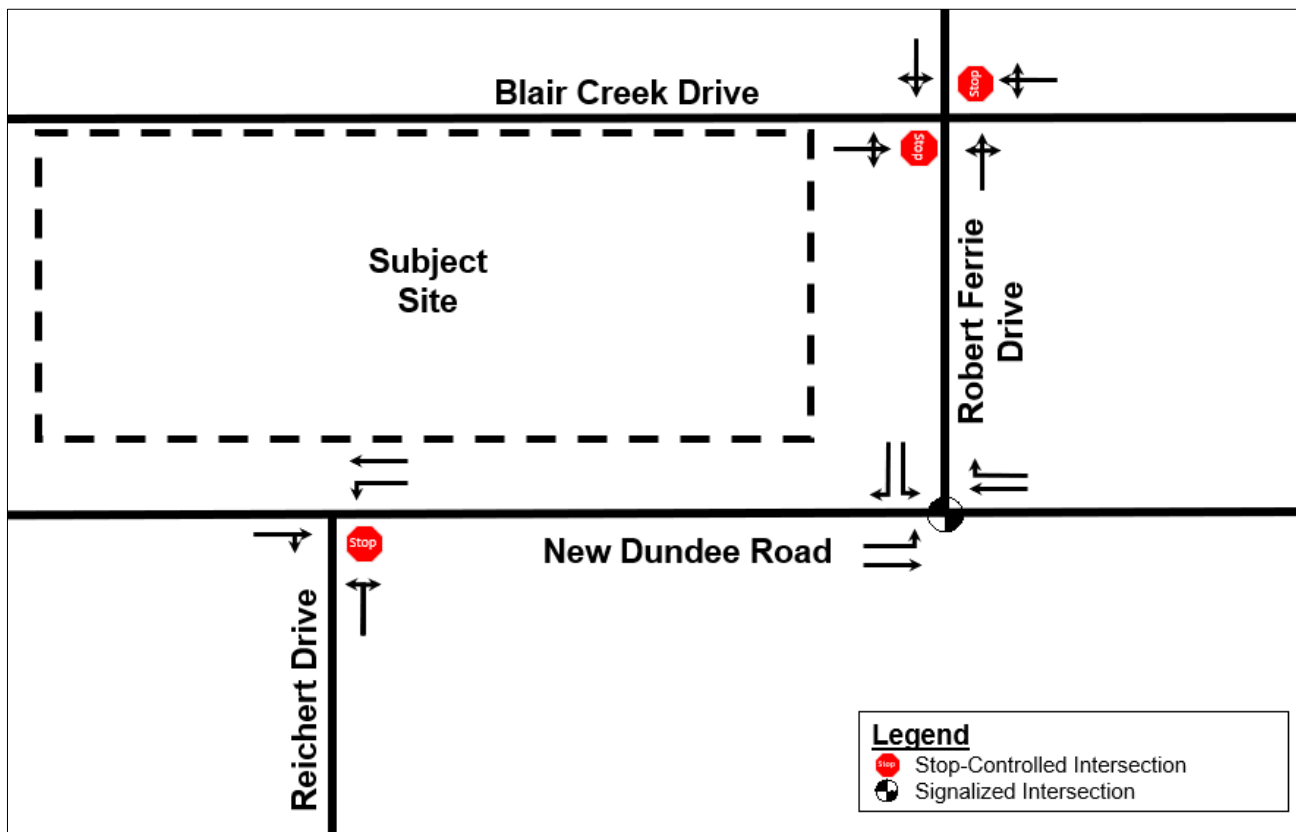 Blair Creek Drive
Stop
Stop
Subject
Site
Robert Ferrie
Drive
Stop
New Dundee Road
Reichert Drive
Legend
Stop Stop-Controlled Intersection
Signalized Intersection